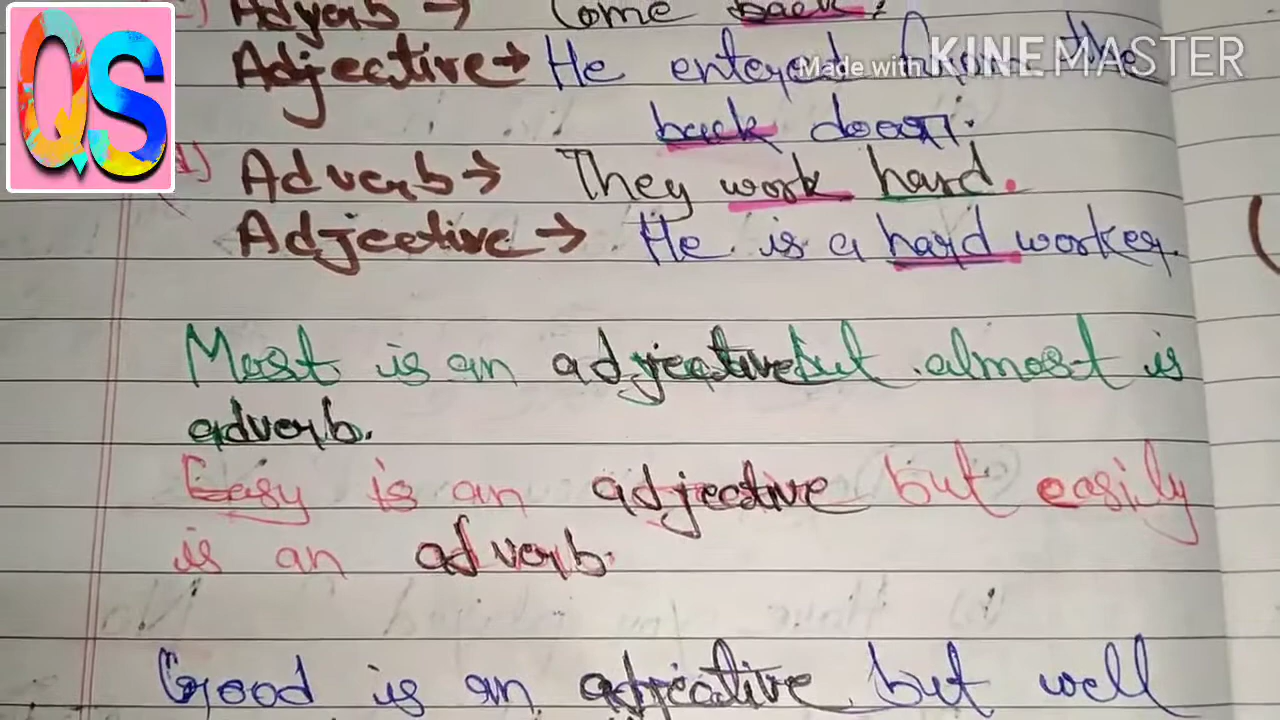 Adverb → Come back.
Adjective → He entered from the
back door.
d) Adverb → They work hard.
Adjective → He is a hard worker.
Most is an adjective but almost is
adverb.
Easy is an adjective but easily
is an adverb.
Good is an adjective but well
QS
Made with KINEMASTER